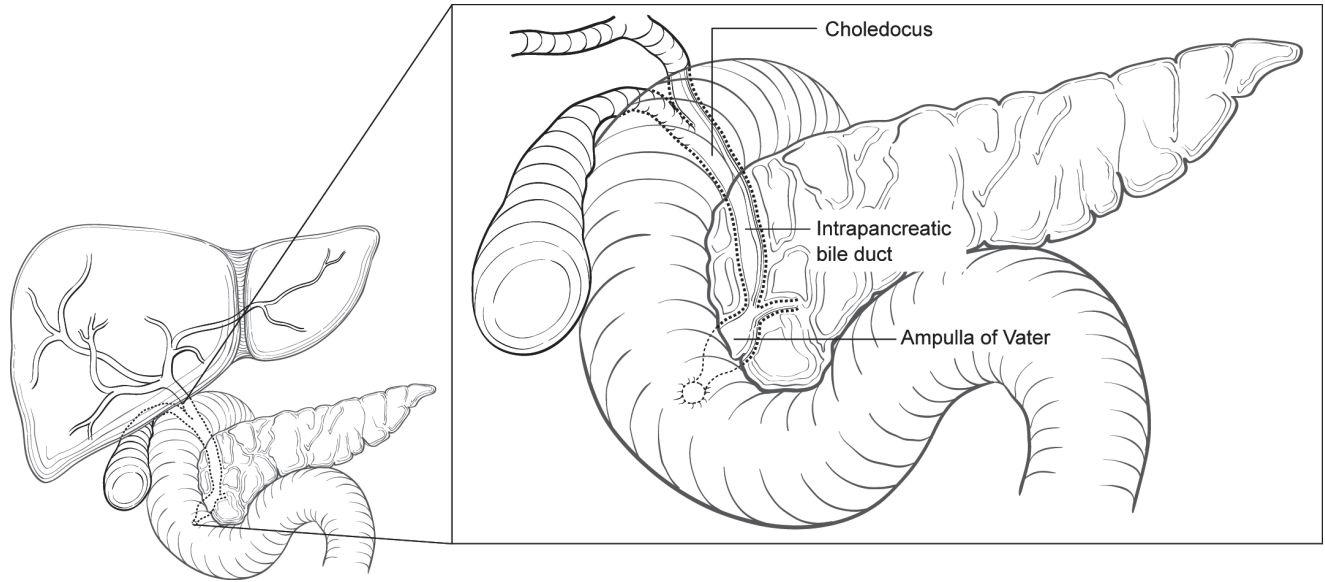 Choledocus
Intrapancreatic
bile duct
Ampulla of Vater